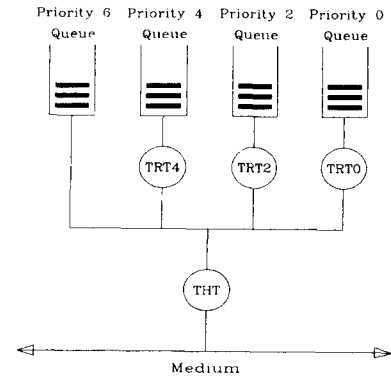 Priority 6 Priority 4 Priority 2 Priority 0
Queue Queue Queue Queue
TRT4 TRT2 TRT0
THT
Medium